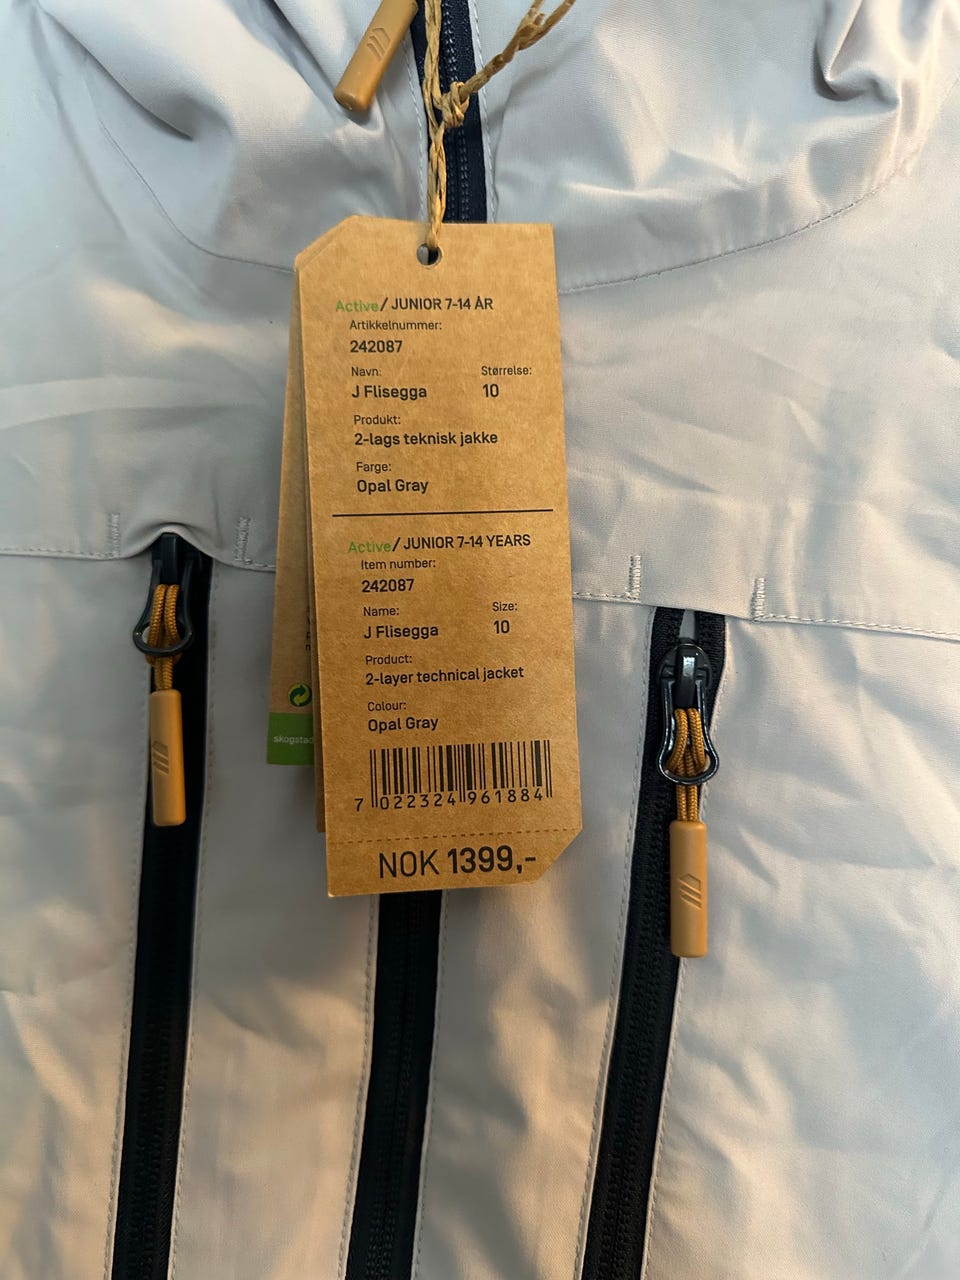 Active/ JUNIOR 7-14 ÅR
Artikkelnummer:
242087
Navn: Størrelse:
J Flisegga 10
Produkt:
2-lags teknisk jakke
Farge:
Opal Gray
Active/ JUNIOR 7-14 YEARS
Item number:
242087
Name: Size:
J Flisegga 10
Product:
2-layer technical jacket
Colour:
Opal Gray
7 022324 961884
NOK 1399,-
skogstad